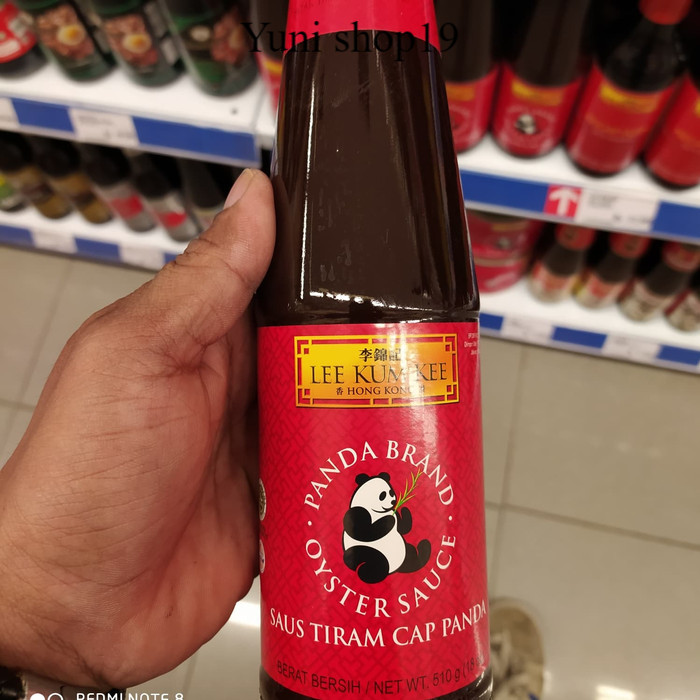 Yuni shop19
李錦記
LEE KUM KEE
香 HONG KONG 港
PANDA BRAND
OYSTER SAUCE
SAUS TIRAM CAP PANDA
BERAT BERSIH / NET WT. 510 g
REDMI NOTE 8